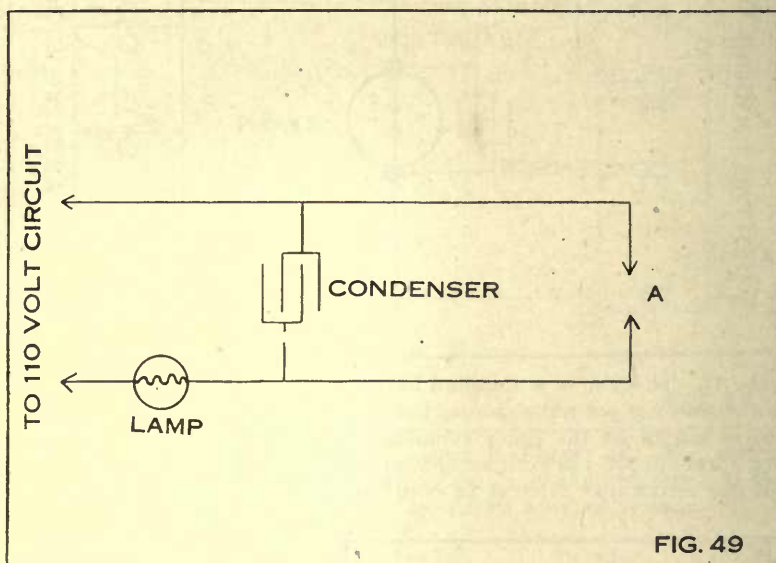 TO 110 VOLT CIRCUIT
CONDENSER
A
LAMP
FIG. 49